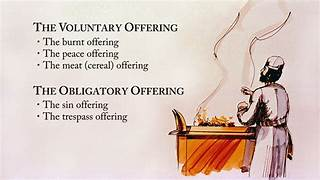 THE VOLUNTARY OFFERING
· The burnt offering
· The peace offering
· The meat (cereal) offering
THE OBLIGATORY OFFERING
· The sin offering
· The trespass offering